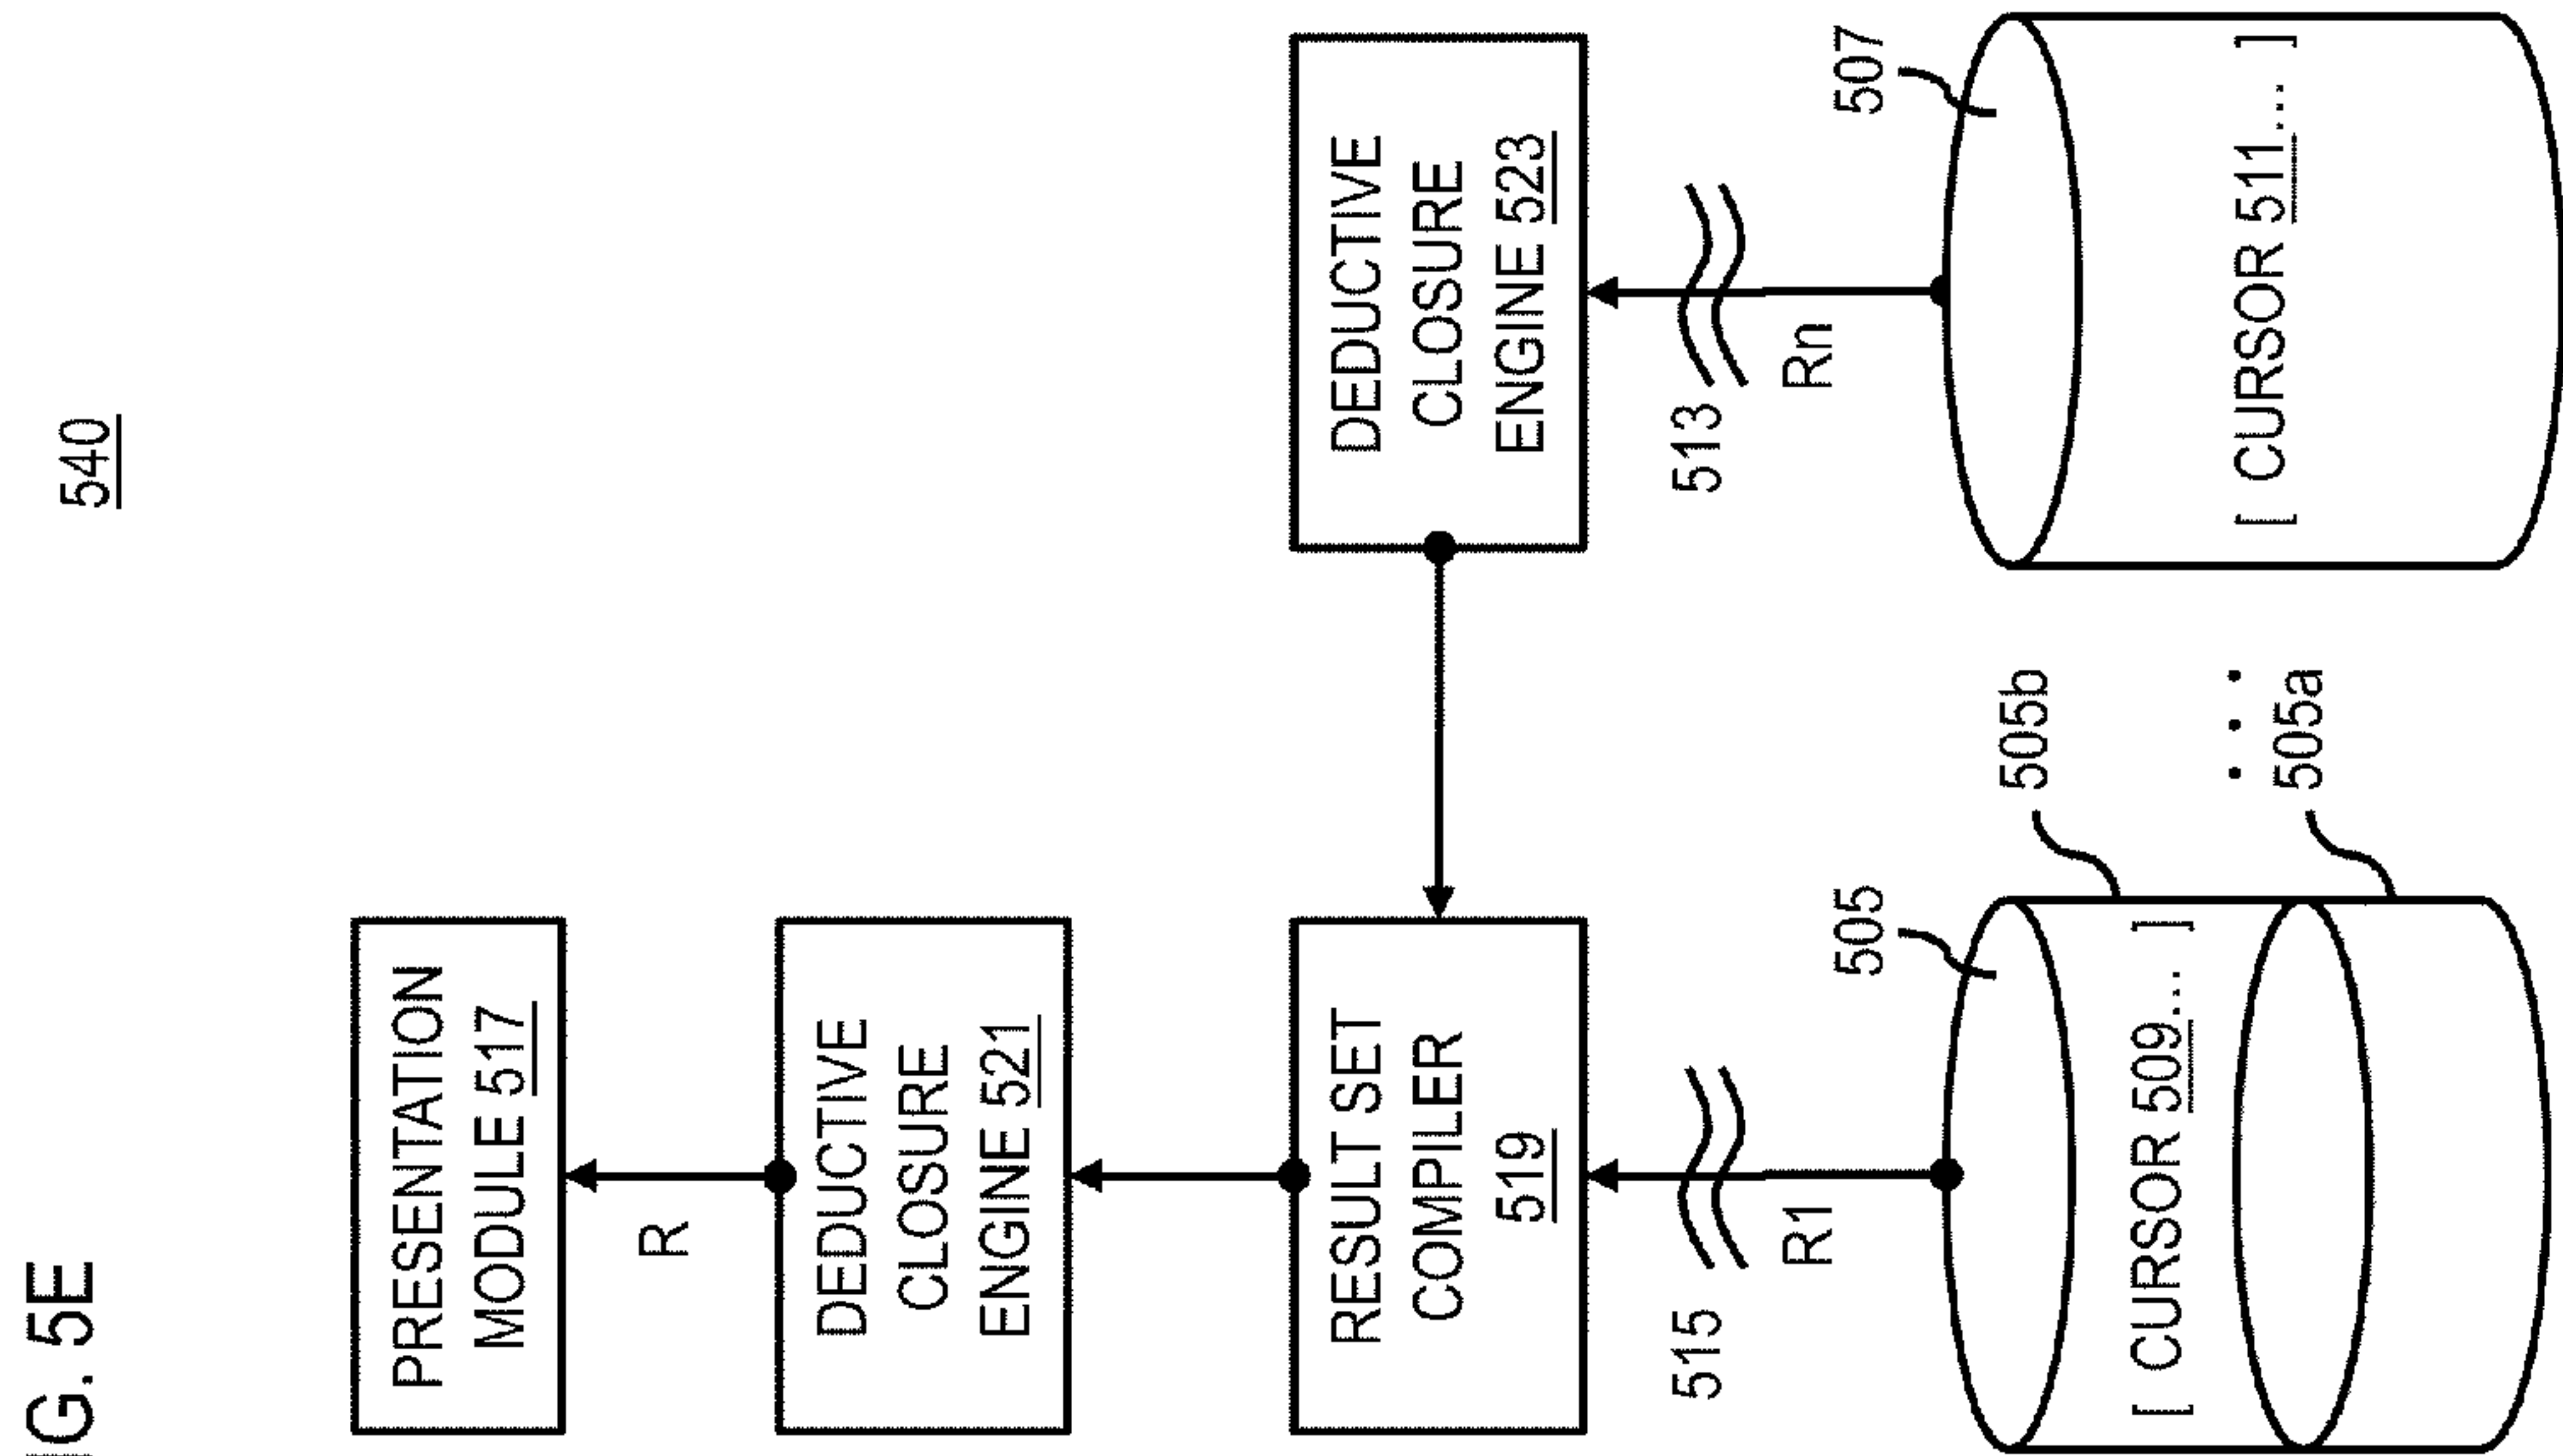 G. 5E
540
PRESENTATION
MODULE 517
R
DEDUCTIVE
CLOSURE
ENGINE 521
RESULT SET
COMPILER
519
DEDUCTIVE
CLOSURE
ENGINE 523
515
R1
513
Rn
505
[ CURSOR 509... ]
505b
...
505a
507
[ CURSOR 511... ]